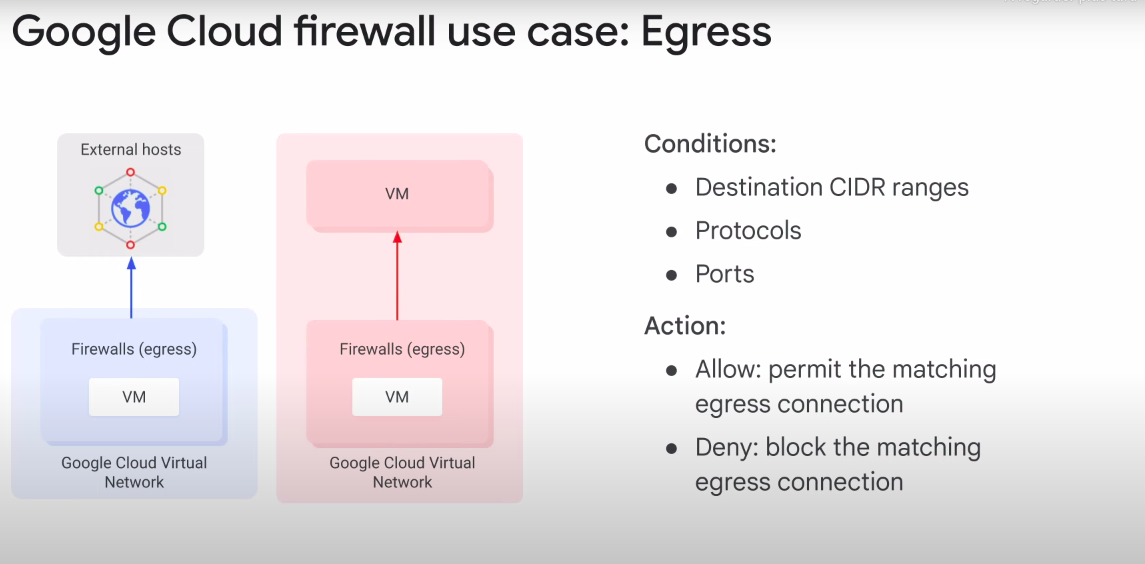 Google Cloud firewall use case: Egress
External hosts
Firewalls (egress)
VM
Google Cloud Virtual
Network
VM
Firewalls (egress)
VM
Google Cloud Virtual
Network
Conditions:
● Destination CIDR ranges
● Protocols
● Ports
Action:
● Allow: permit the matching
egress connection
● Deny: block the matching
egress connection